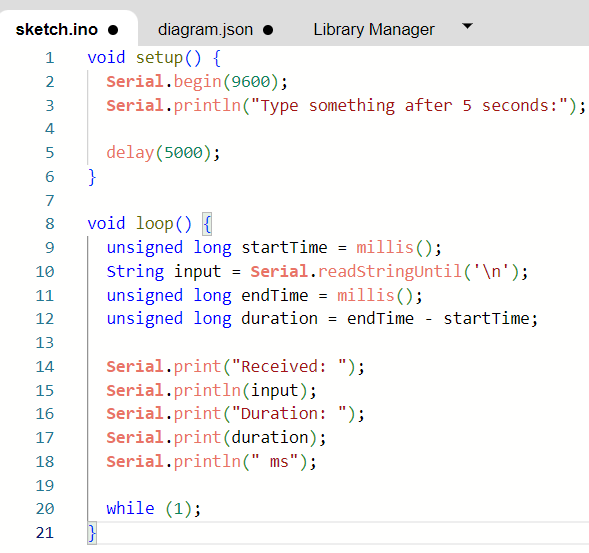 sketch.ino ● diagram.json ● Library Manager ▼
1 void setup() {
2   Serial.begin(9600);
3   Serial.println("Type something after 5 seconds:");
4
5   delay(5000);
6 }
7
8 void loop() {
9   unsigned long startTime = millis();
10   String input = Serial.readStringUntil('\n');
11   unsigned long endTime = millis();
12   unsigned long duration = endTime - startTime;
13
14   Serial.print("Received: ");
15   Serial.println(input);
16   Serial.print("Duration: ");
17   Serial.print(duration);
18   Serial.println(" ms");
19
20   while (1);
21 }